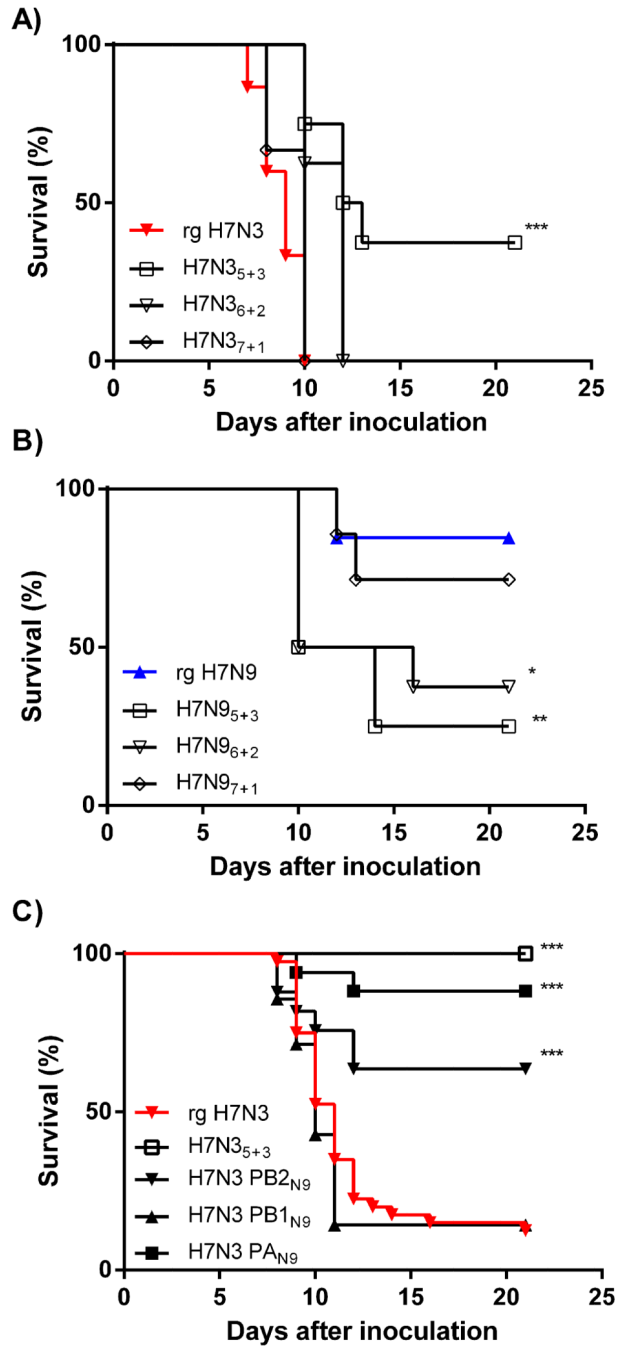 A)
Survival (%)
100
50
0
rg H7N3
H7N3₅₊₃
H7N3₆₊₂
H7N3₇₊₁
***
0 5 10 15 20 25
Days after inoculation
B)
Survival (%)
100
50
0
rg H7N9
H7N9₅₊₃
H7N9₆₊₂
H7N9₇₊₁
*
**
0 5 10 15 20 25
Days after inoculation
C)
Survival (%)
100
50
0
***
***
***
rg H7N3
H7N3₅₊₃
H7N3 PB2N9
H7N3 PB1N9
H7N3 PAN9
0 5 10 15 20 25
Days after inoculation